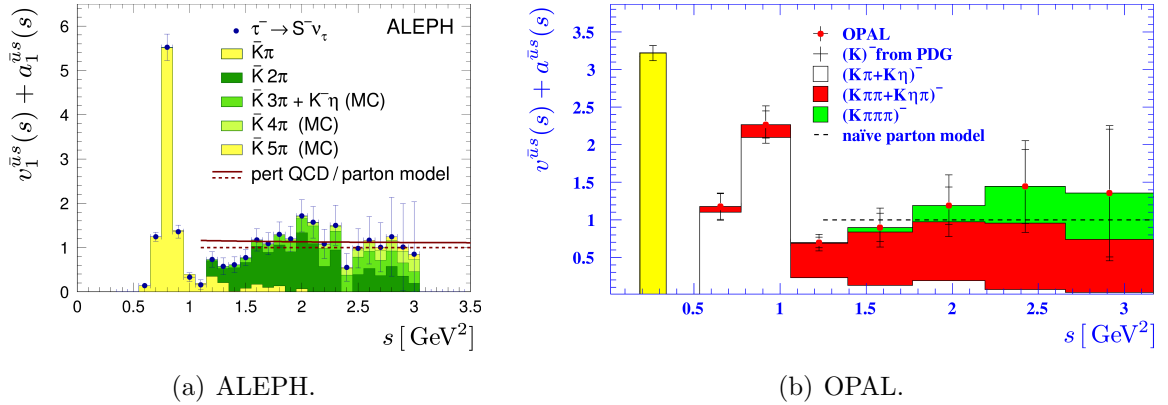 ALEPH
τ⁻ → S⁻ν_τ
K̄π
K̄ 2π
K̄ 3π + K⁻η (MC)
K̄ 4π (MC)
K̄ 5π (MC)
pert QCD / parton model
v₁^ūs(s) + a₁^ūs(s)
6
5
4
3
2
1
0
0 0.5 1 1.5 2 2.5 3 3.5
s [GeV²]
(a) ALEPH.
OPAL
(K)⁻ from PDG
(Kπ+Kη)⁻
(Kππ+Kηπ)⁻
(Kπππ)⁻
naïve parton model
v^ūs(s) + a^ūs(s)
3.5
3
2.5
2
1.5
1
0.5
0.5 1 1.5 2 2.5 3
s [GeV²]
(b) OPAL.